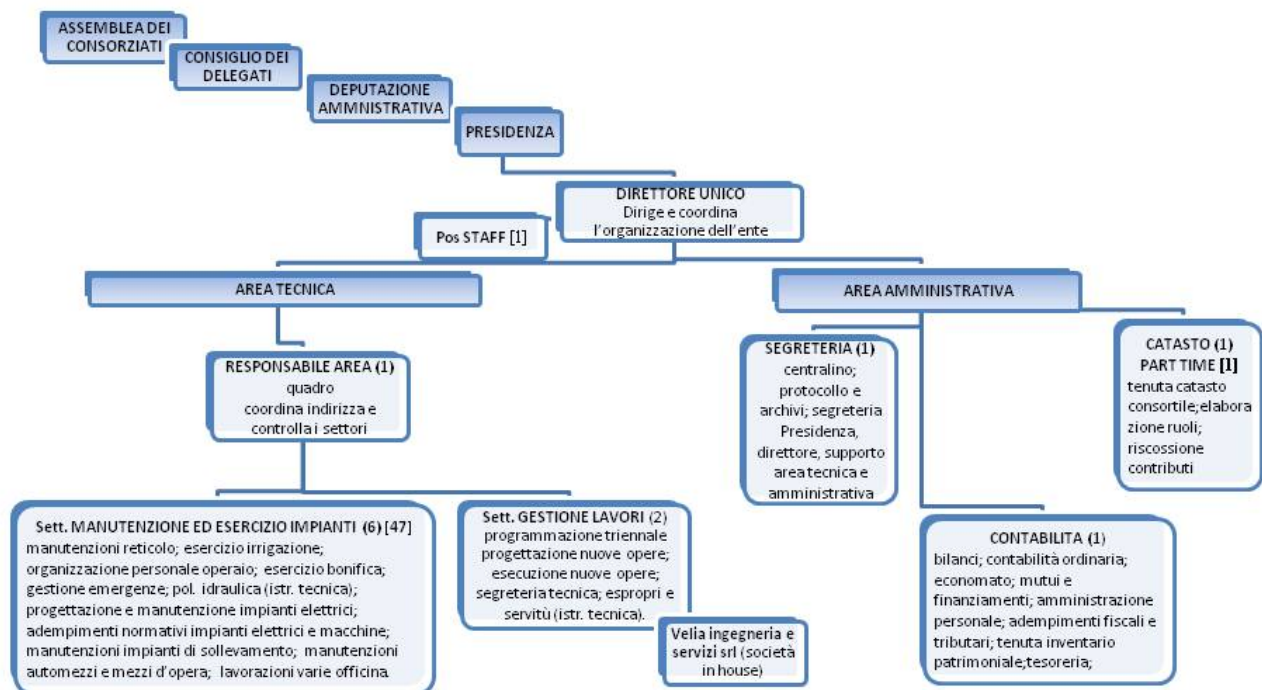 ASSEMBLEA DEI
CONSORZIATI
CONSIGLIO DEI
DELEGATI
DEPUTAZIONE
AMMNISTRATIVA
PRESIDENZA
DIRETTORE UNICO
Dirige e coordina
l'organizzazione dell'ente
Pos STAFF [1]
AREA TECNICA
AREA AMMINISTRATIVA
RESPONSABILE AREA (1)
quadro
coordina indirizza e
controlla i settori
SEGRETERIA (1)
centralino;
protocollo e
archivi; segreteria
Presidenza,
direttore, supporto
area tecnica e
amministrativa
CATASTO (1)
PART TIME [1]
tenuta catasto
consortile;elabora
zione ruoli;
riscossione
contributi
Sett. MANUTENZIONE ED ESERCIZIO IMPIANTI (6) [47]
manutenzioni reticolo; esercizio irrigazione;
organizzazione personale operaio; esercizio bonifica;
gestione emergenze; pol. idraulica (istr. tecnica);
progettazione e manutenzione impianti elettrici;
adempimenti normativi impianti elettrici e macchine;
manutenzioni impianti di sollevamento; manutenzioni
automezzi e mezzi d'opera; lavorazioni varie officina.
Sett. GESTIONE LAVORI (2)
programmazione triennale
progettazione nuove opere;
esecuzione nuove opere;
segreteria tecnica; espropri e
servitù (istr. tecnica).
Velia ingegneria e
servizi srl (società
in house)
CONTABILITA (1)
bilanci; contabilità ordinaria;
economato; mutui e
finanziamenti; amministrazione
personale; adempimenti fiscali e
tributari; tenuta inventario
patrimoniale;tesoreria;